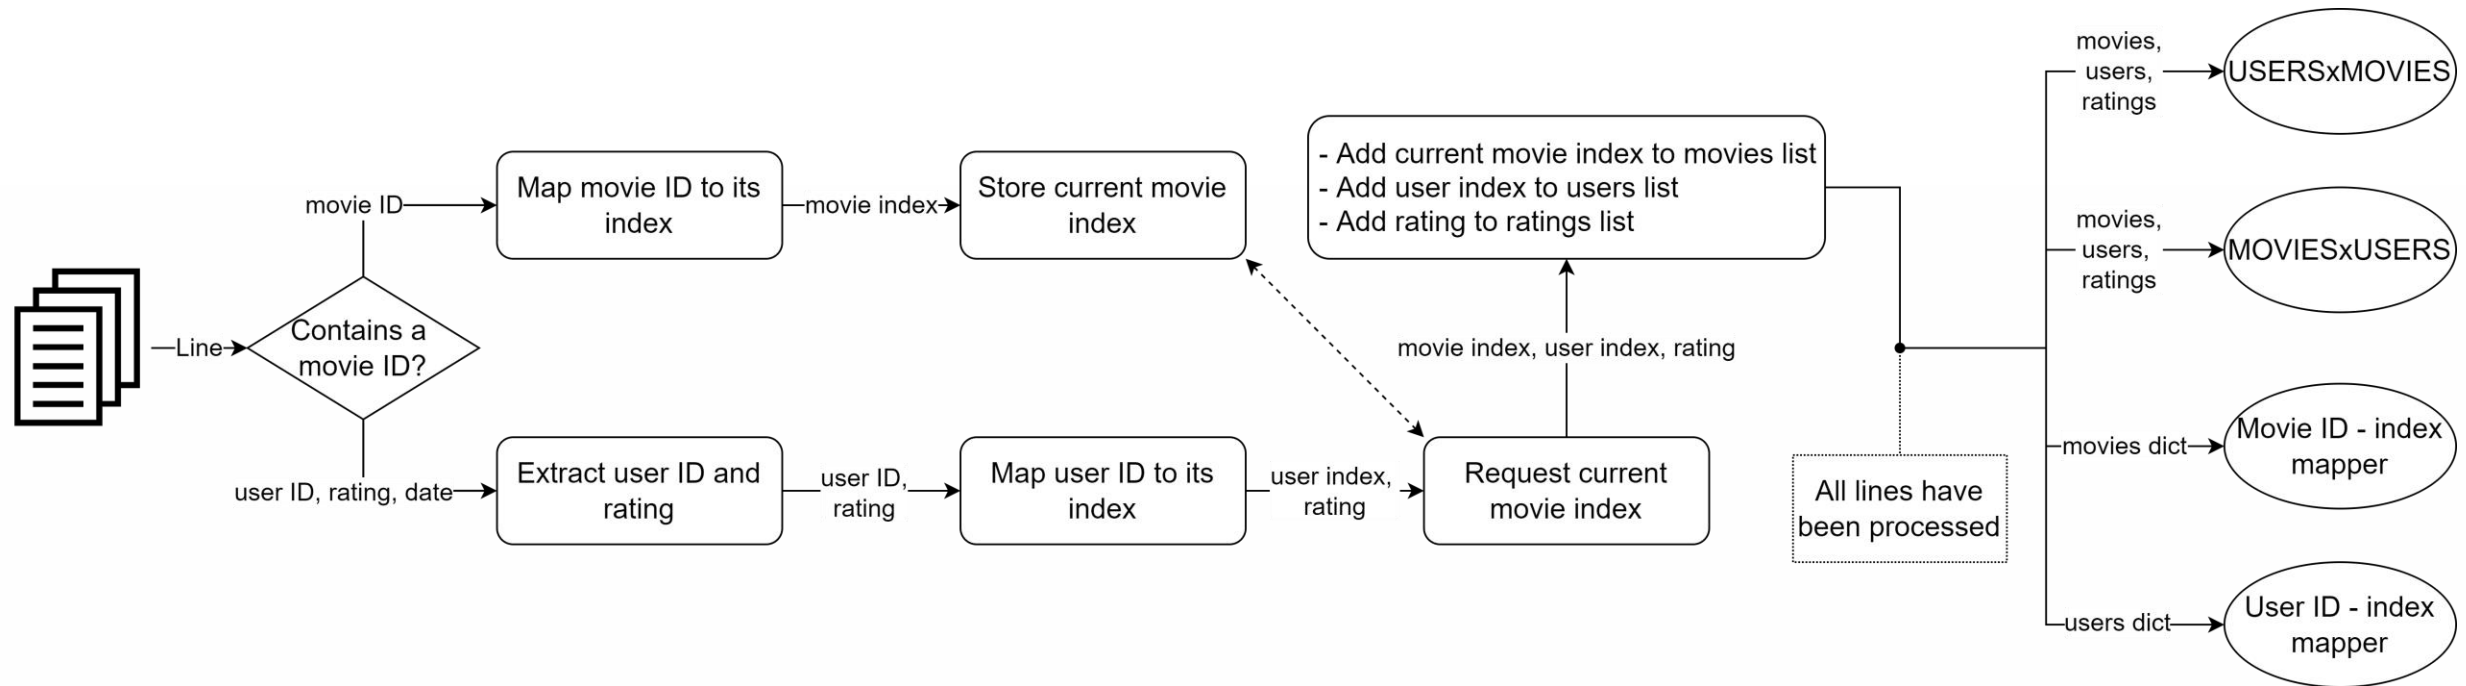 movies,
users,
ratings
USERSxMOVIES
movie ID
Map movie ID to its
index
movie index
Store current movie
index
- Add current movie index to movies list
- Add user index to users list
- Add rating to ratings list
movies,
users,
ratings
MOVIESxUSERS
Line
Contains a
movie ID?
movie index, user index, rating
user ID, rating, date
Extract user ID and
rating
user ID,
rating
Map user ID to its
index
user index,
rating
Request current
movie index
All lines have
been processed
movies dict
Movie ID - index
mapper
users dict
User ID - index
mapper